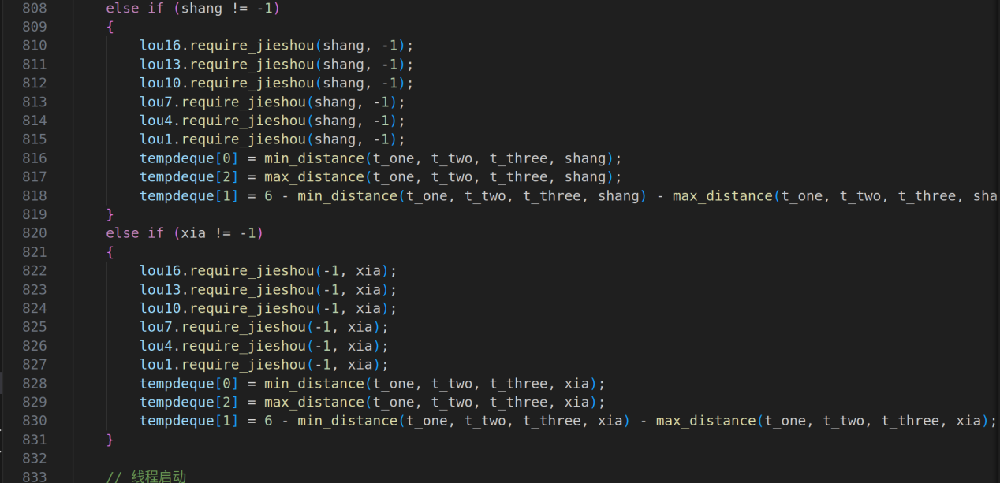 808 else if (shang != -1)
809 {
810 lou16.require_jieshou(shang, -1);
811 lou13.require_jieshou(shang, -1);
812 lou10.require_jieshou(shang, -1);
813 lou7.require_jieshou(shang, -1);
814 lou4.require_jieshou(shang, -1);
815 lou1.require_jieshou(shang, -1);
816 tempdeque[0] = min_distance(t_one, t_two, t_three, shang);
817 tempdeque[2] = max_distance(t_one, t_two, t_three, shang);
818 tempdeque[1] = 6 - min_distance(t_one, t_two, t_three, shang) - max_distance(t_one, t_two, t_three, sha
819 }
820 else if (xia != -1)
821 {
822 lou16.require_jieshou(-1, xia);
823 lou13.require_jieshou(-1, xia);
824 lou10.require_jieshou(-1, xia);
825 lou7.require_jieshou(-1, xia);
826 lou4.require_jieshou(-1, xia);
827 lou1.require_jieshou(-1, xia);
828 tempdeque[0] = min_distance(t_one, t_two, t_three, xia);
829 tempdeque[2] = max_distance(t_one, t_two, t_three, xia);
830 tempdeque[1] = 6 - min_distance(t_one, t_two, t_three, xia) - max_distance(t_one, t_two, t_three, xia);
831 }
832
833 // 线程启动